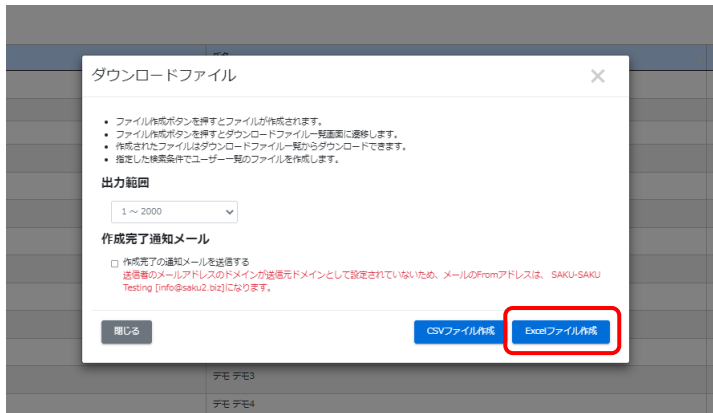 ダウンロードファイル
×
• ファイル作成ボタンを押すとファイルが作成されます。
• ファイル作成ボタンを押すとダウンロードファイル一覧画面に遷移します。
• 作成されたファイルはダウンロードファイル一覧からダウンロードできます。
• 指定した検索条件でユーザー一覧のファイルを作成します。
出力範囲
1 ～ 2000
作成完了通知メール
作成完了の通知メールを送信する
送信者のメールアドレスのドメインが送信元ドメインとして設定されていないため、メールのFromアドレスは、 SAKU-SAKU
Testing [info@saku2.biz]になります。
閉じる
CSVファイル作成
Excelファイル作成
デモ デモ3
デモ デモ4